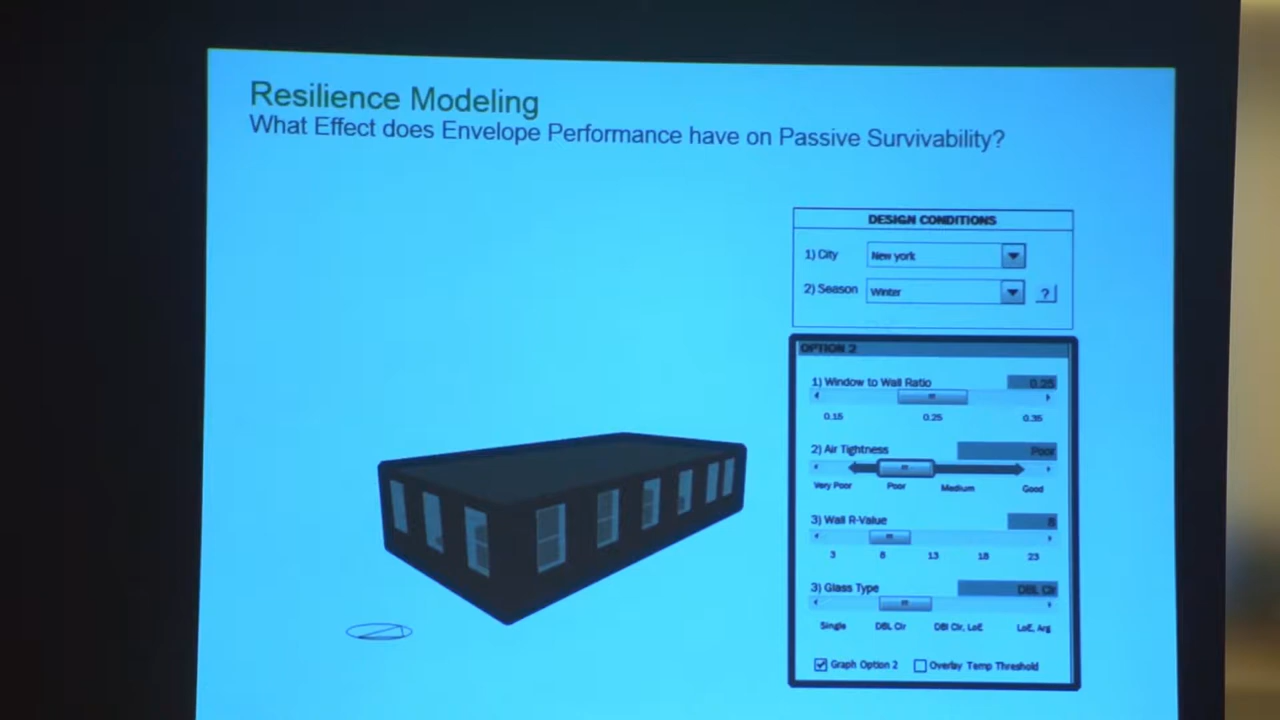 Resilience Modeling
What Effect does Envelope Performance have on Passive Survivability?
DESIGN CONDITIONS
1) City New york
2) Season Winter ?
OPTION 2
1) Window to Wall Ratio 0.25
0.15 0.25 0.35
2) Air Tightness Poor
Very Poor Poor Medium Good
3) Wall R-Value 8
3 8 13 18 23
3) Glass Type DBL Clr
Single DBL Clr DBl Clr, LoE LoE, Arg
Graph Option 2 Overlay Temp Threshold